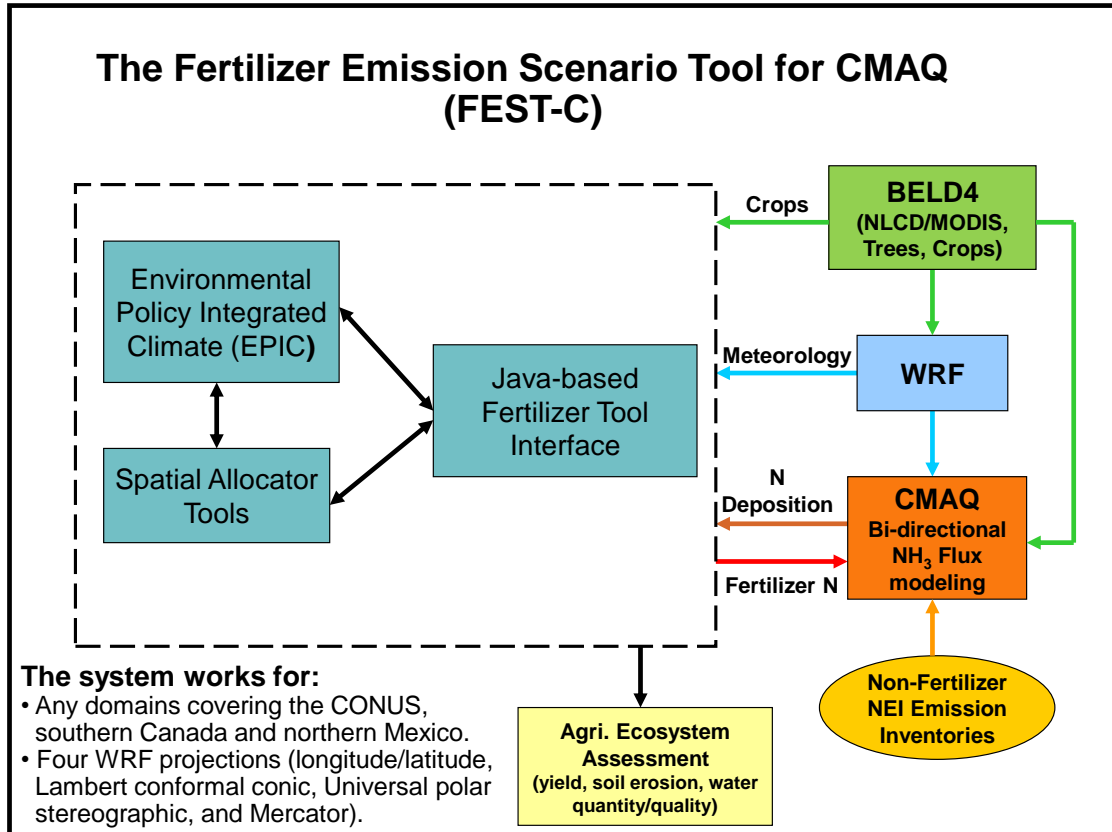 The Fertilizer Emission Scenario Tool for CMAQ
(FEST-C)
Environmental
Policy Integrated
Climate (EPIC)
Spatial Allocator
Tools
Java-based
Fertilizer Tool
Interface
Crops
BELD4
(NLCD/MODIS,
Trees, Crops)
Meteorology
WRF
N
Deposition
Fertilizer N
CMAQ
Bi-directional
NH₃ Flux
modeling
Non-Fertilizer
NEI Emission
Inventories
Agri. Ecosystem
Assessment
(yield, soil erosion, water
quantity/quality)
The system works for:
• Any domains covering the CONUS,
southern Canada and northern Mexico.
• Four WRF projections (longitude/latitude,
Lambert conformal conic, Universal polar
stereographic, and Mercator).